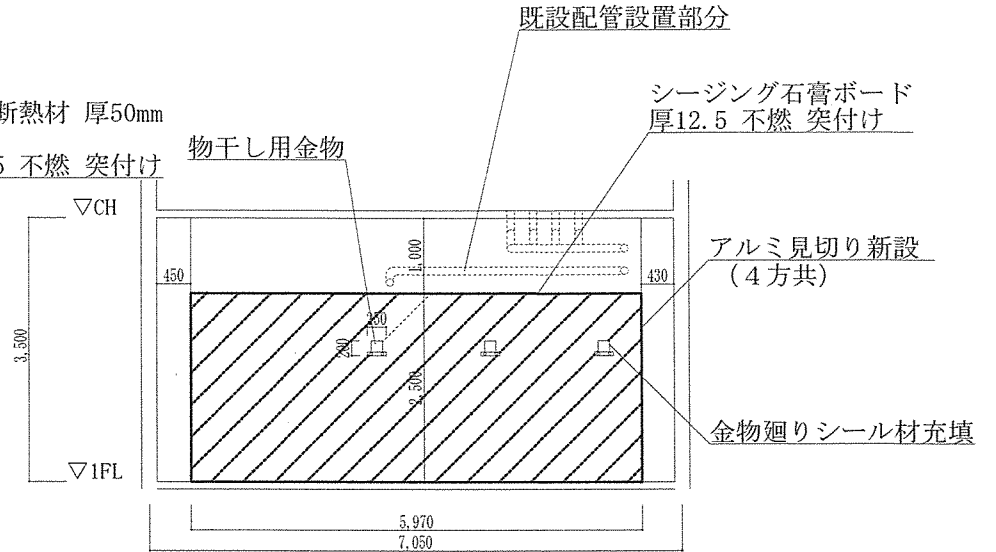 既設配管設置部分
シージング石膏ボード
厚12.5 不燃 突付け
断熱材 厚50mm
5 不燃 突付け
物干し用金物
▽CH
アルミ見切り新設
（４方共）
450
1,000
430
3,500
200
2,500
金物廻りシール材充填
▽1FL
5,970
7,050